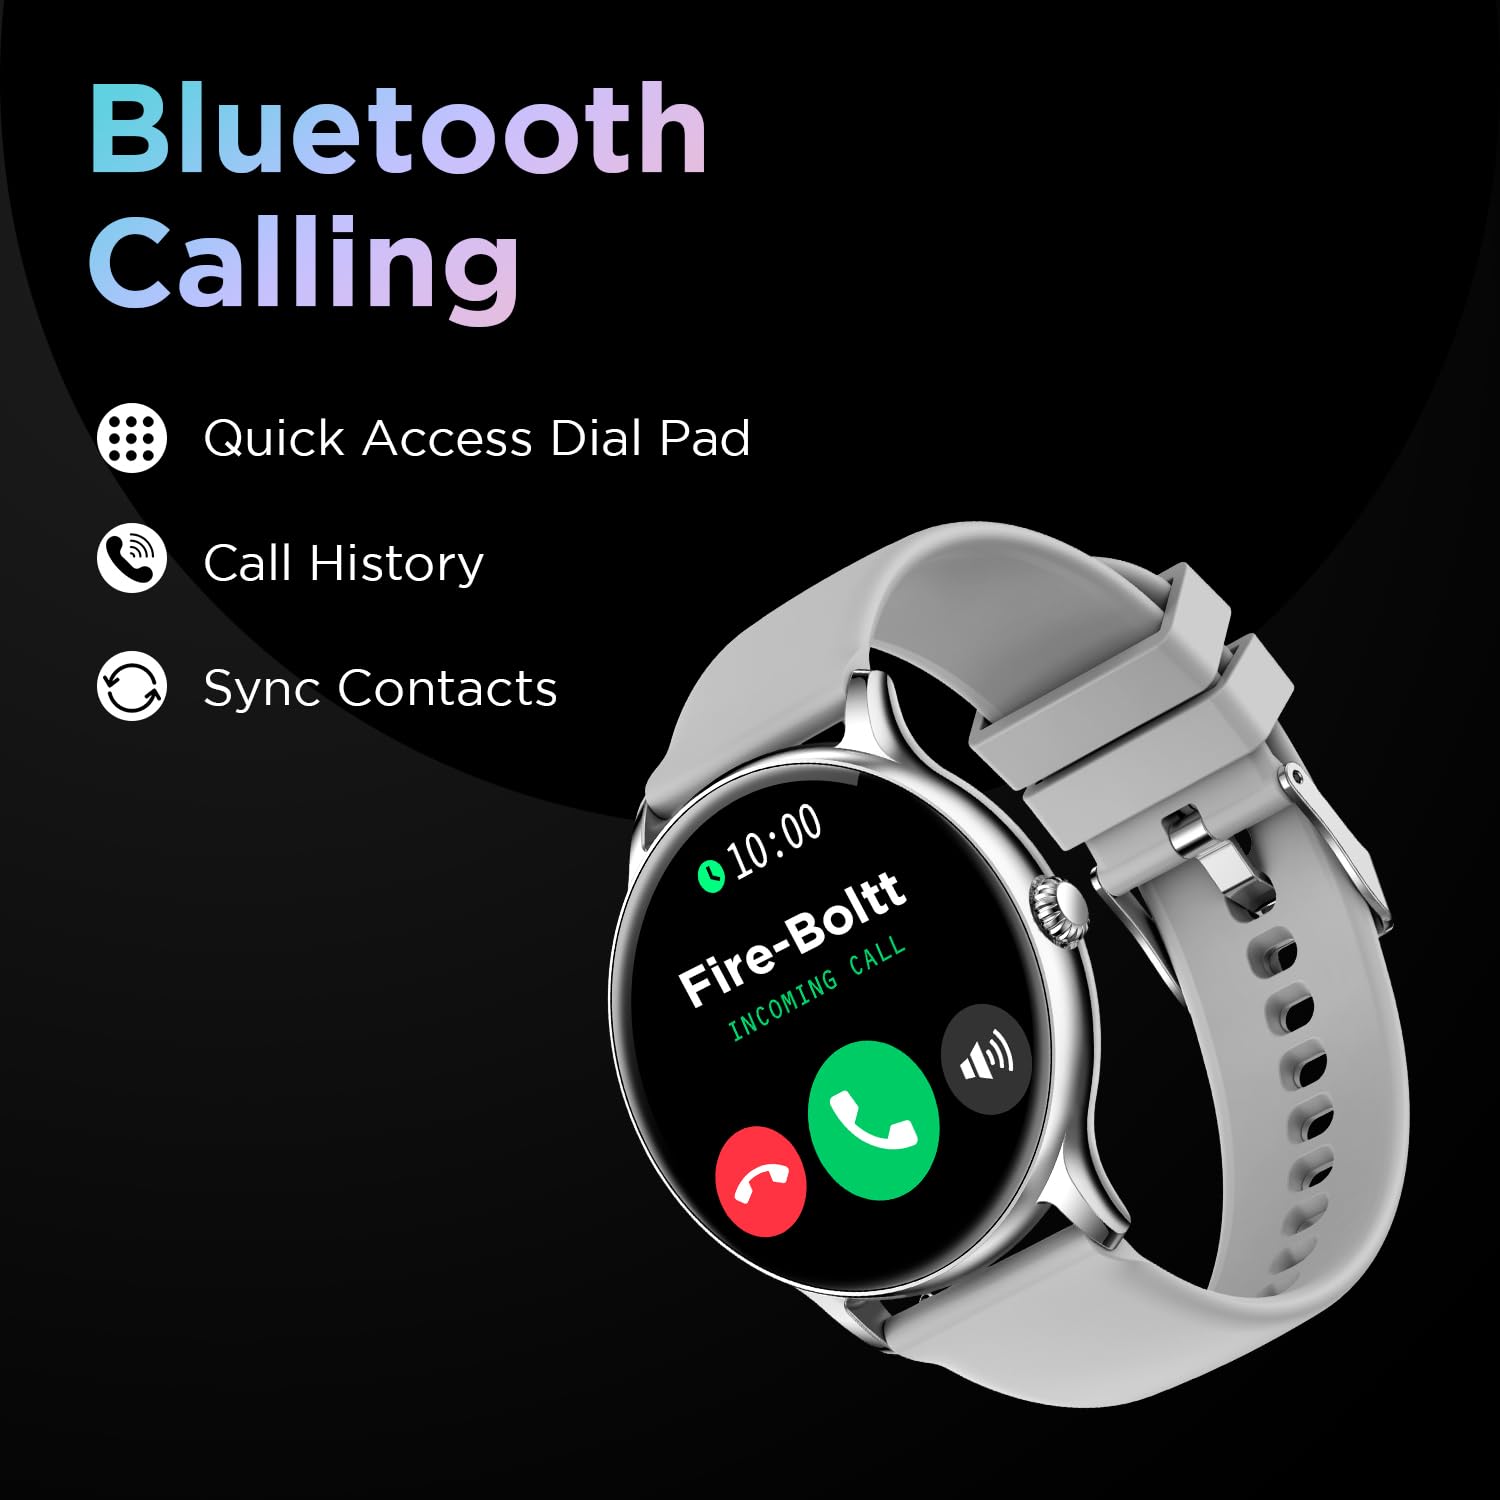 Bluetooth
Calling
Quick Access Dial Pad
Call History
Sync Contacts
10:00
Fire-Boltt
INCOMING CALL